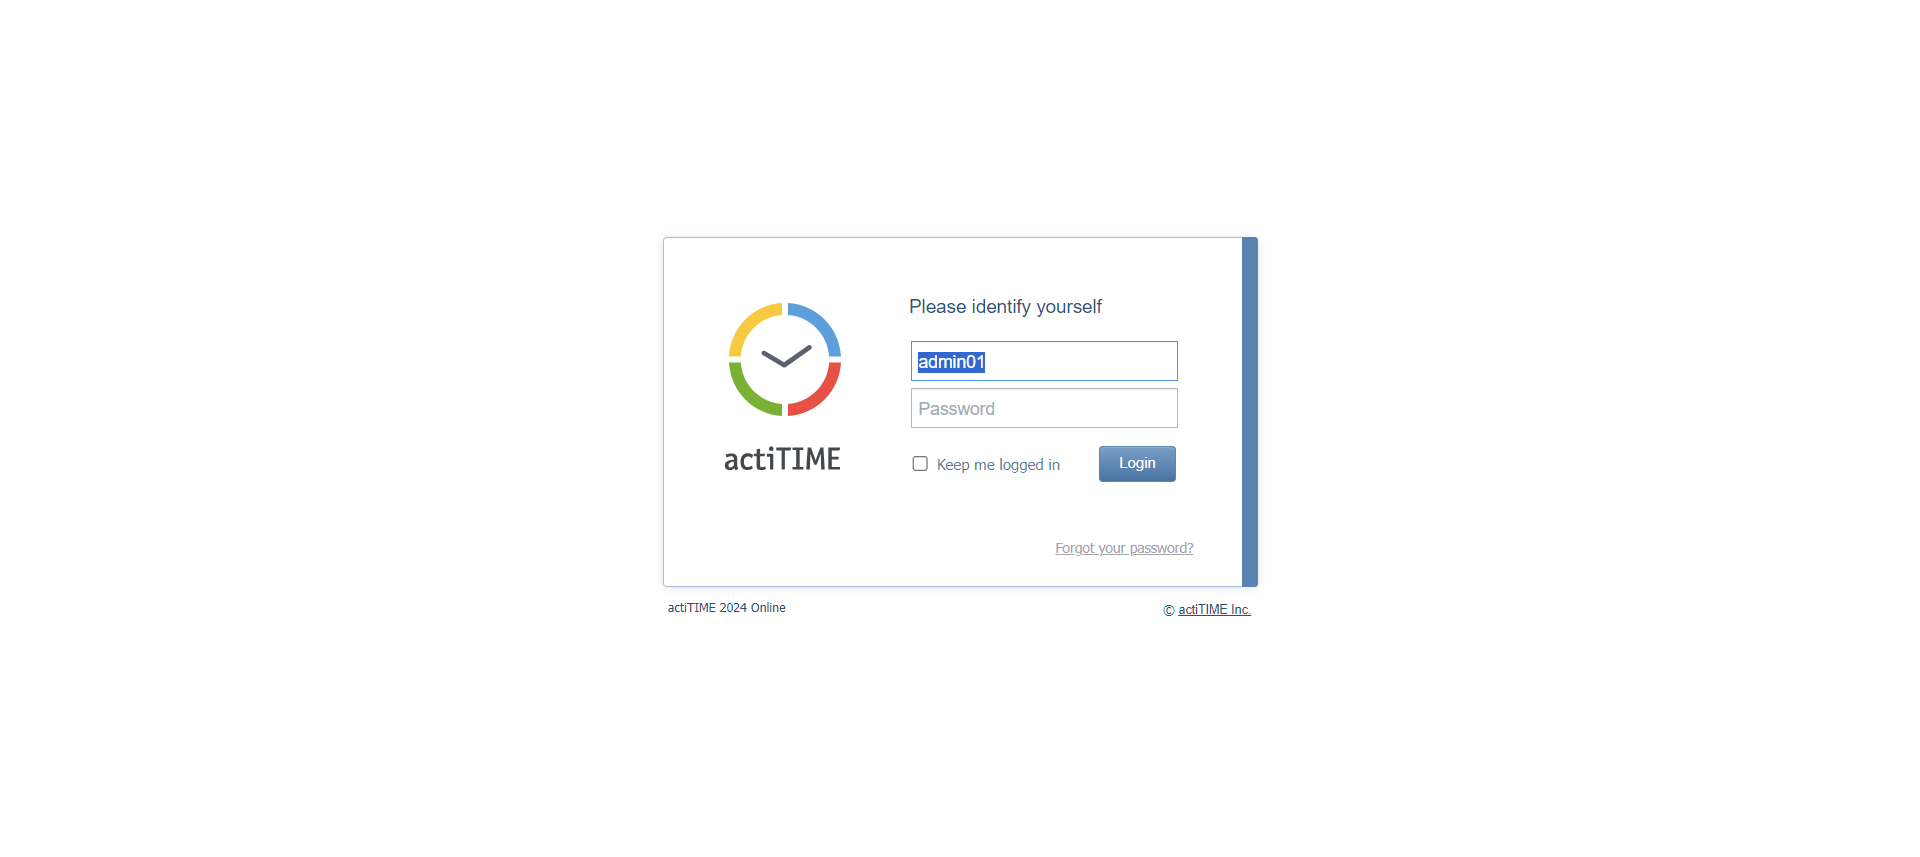 Please identify yourself
admin01
Password
actiTIME
Keep me logged in
Login
Forgot your password?
actiTIME 2024 Online
© actiTIME Inc.